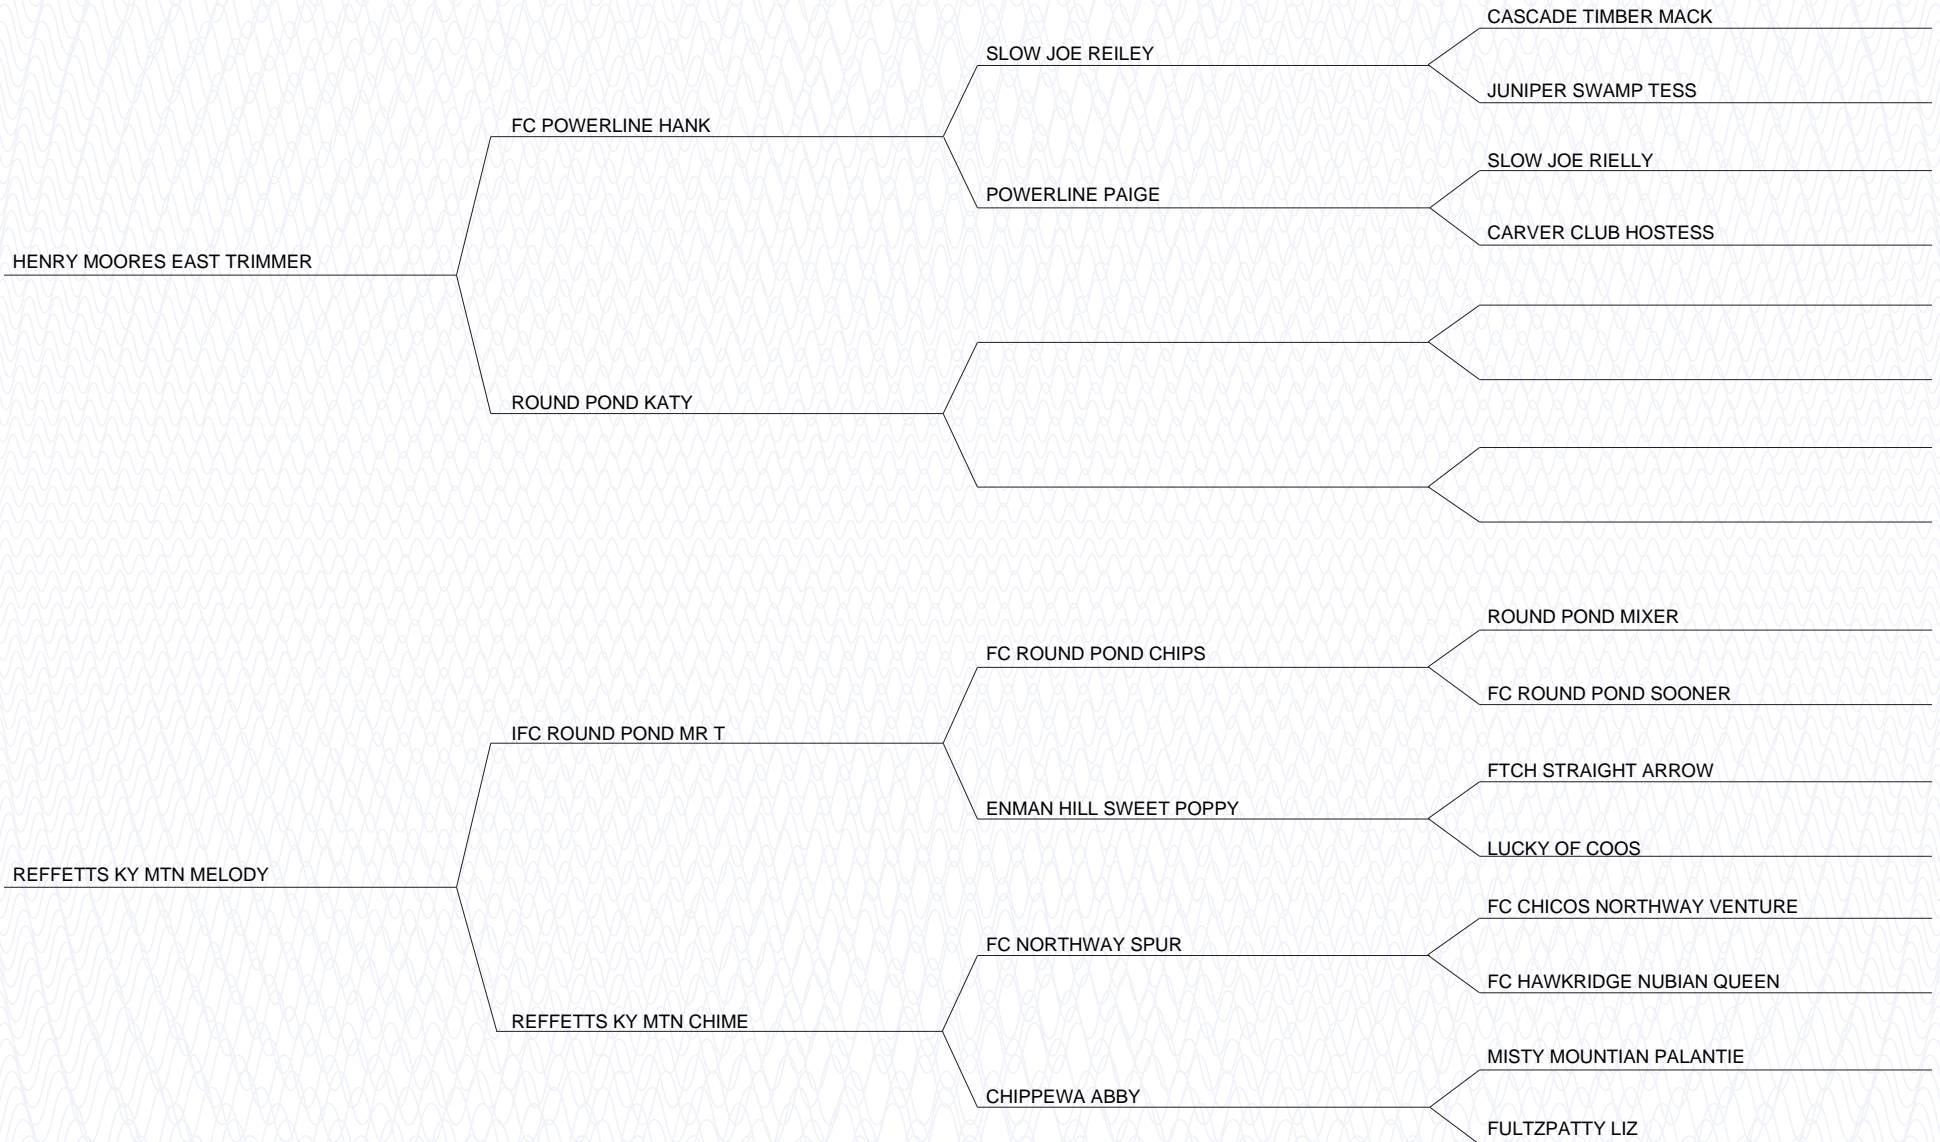 CASCADE TIMBER MACK
SLOW JOE REILEY
JUNIPER SWAMP TESS
FC POWERLINE HANK
SLOW JOE RIELLY
POWERLINE PAIGE
CARVER CLUB HOSTESS
HENRY MOORES EAST TRIMMER
ROUND POND KATY
ROUND POND MIXER
FC ROUND POND CHIPS
FC ROUND POND SOONER
IFC ROUND POND MR T
FTCH STRAIGHT ARROW
ENMAN HILL SWEET POPPY
LUCKY OF COOS
REFFETTS KY MTN MELODY
FC CHICOS NORTHWAY VENTURE
FC NORTHWAY SPUR
FC HAWKRIDGE NUBIAN QUEEN
REFFETTS KY MTN CHIME
MISTY MOUNTIAN PALANTIE
CHIPPEWA ABBY
FULTZPATTY LIZ